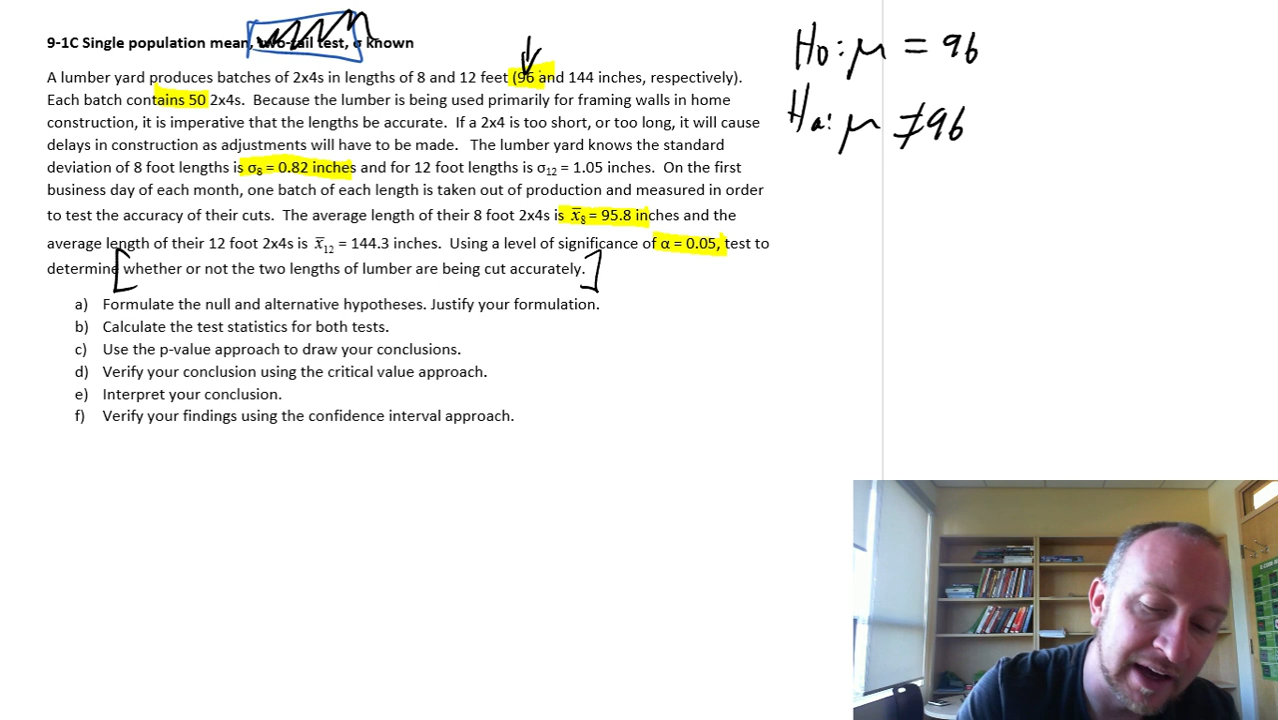 9-1C Single population mean, two-tail test, σ known
A lumber yard produces batches of 2x4s in lengths of 8 and 12 feet (96 and 144 inches, respectively).
Each batch contains 50 2x4s. Because the lumber is being used primarily for framing walls in home
construction, it is imperative that the lengths be accurate. If a 2x4 is too short, or too long, it will cause
delays in construction as adjustments will have to be made. The lumber yard knows the standard
deviation of 8 foot lengths is σ₈ = 0.82 inches and for 12 foot lengths is σ₁₂ = 1.05 inches. On the first
business day of each month, one batch of each length is taken out of production and measured in order
to test the accuracy of their cuts. The average length of their 8 foot 2x4s is x̅₈ = 95.8 inches and the
average length of their 12 foot 2x4s is x̅₁₂ = 144.3 inches. Using a level of significance of α = 0.05, test to
determine whether or not the two lengths of lumber are being cut accurately.
a) Formulate the null and alternative hypotheses. Justify your formulation.
b) Calculate the test statistics for both tests.
c) Use the p-value approach to draw your conclusions.
d) Verify your conclusion using the critical value approach.
e) Interpret your conclusion.
f) Verify your findings using the confidence interval approach.
Ho: μ = 96
Ha: μ ≠ 96